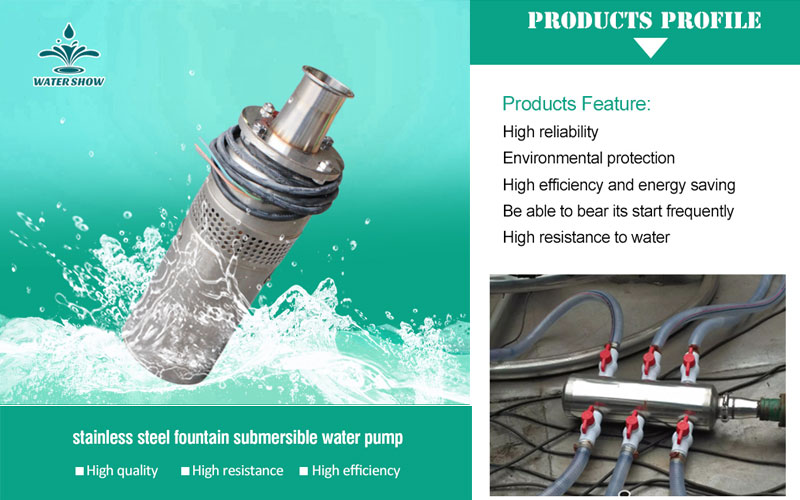 WATER SHOW
stainless steel fountain submersible water pump
High quality
High resistance
High efficiency
PRODUCTS PROFILE
Products Feature:
High reliability
Environmental protection
High efficiency and energy saving
Be able to bear its start frequently
High resistance to water